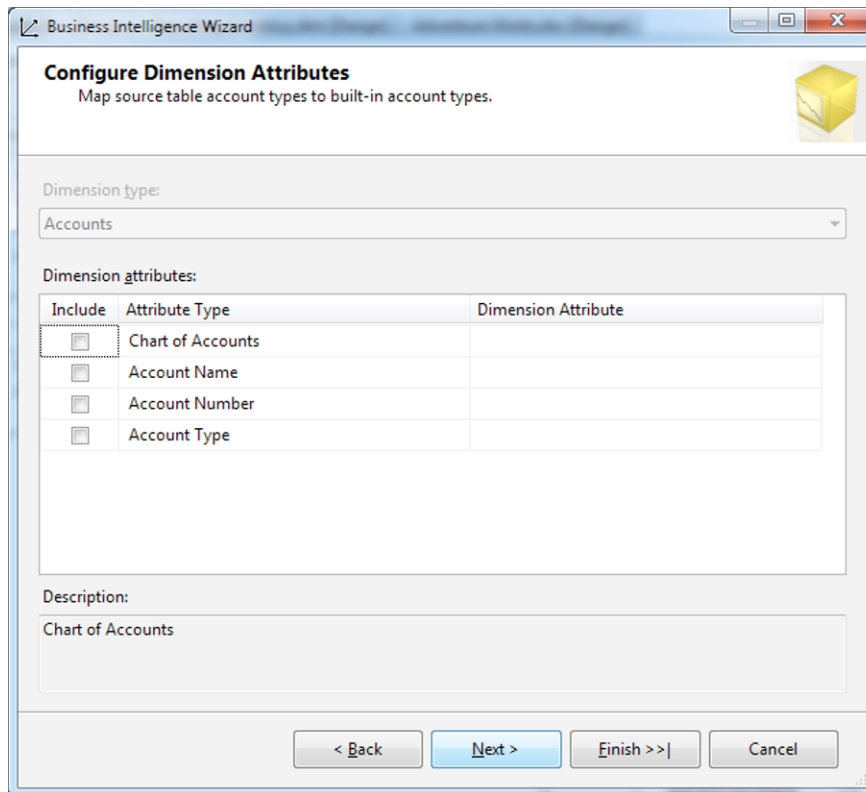 Business Intelligence Wizard
Configure Dimension Attributes
Map source table account types to built-in account types.
Dimension type:
Accounts
Dimension attributes:
Include Attribute Type Dimension Attribute
Chart of Accounts
Account Name
Account Number
Account Type
Description:
Chart of Accounts
< Back Next > Finish >>| Cancel